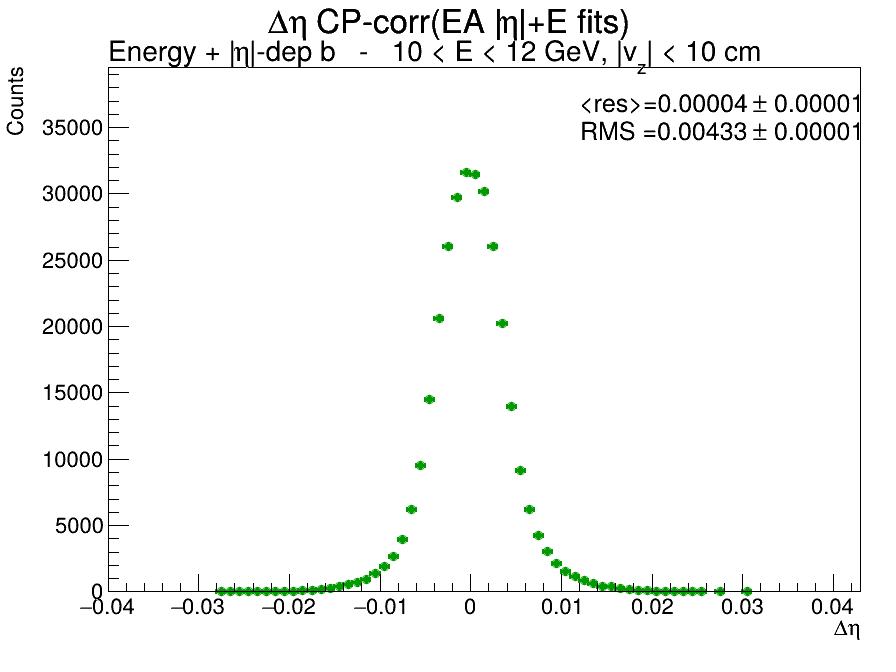 Δη CP-corr(EA |η|+E fits)
Energy + |η|-dep b - 10 < E < 12 GeV, |v_z| < 10 cm
<res>=0.00004 ± 0.00001
RMS =0.00433 ± 0.00001
Counts
35000
30000
25000
20000
15000
10000
5000
0
−0.04 −0.03 −0.02 −0.01 0 0.01 0.02 0.03 0.04
Δη